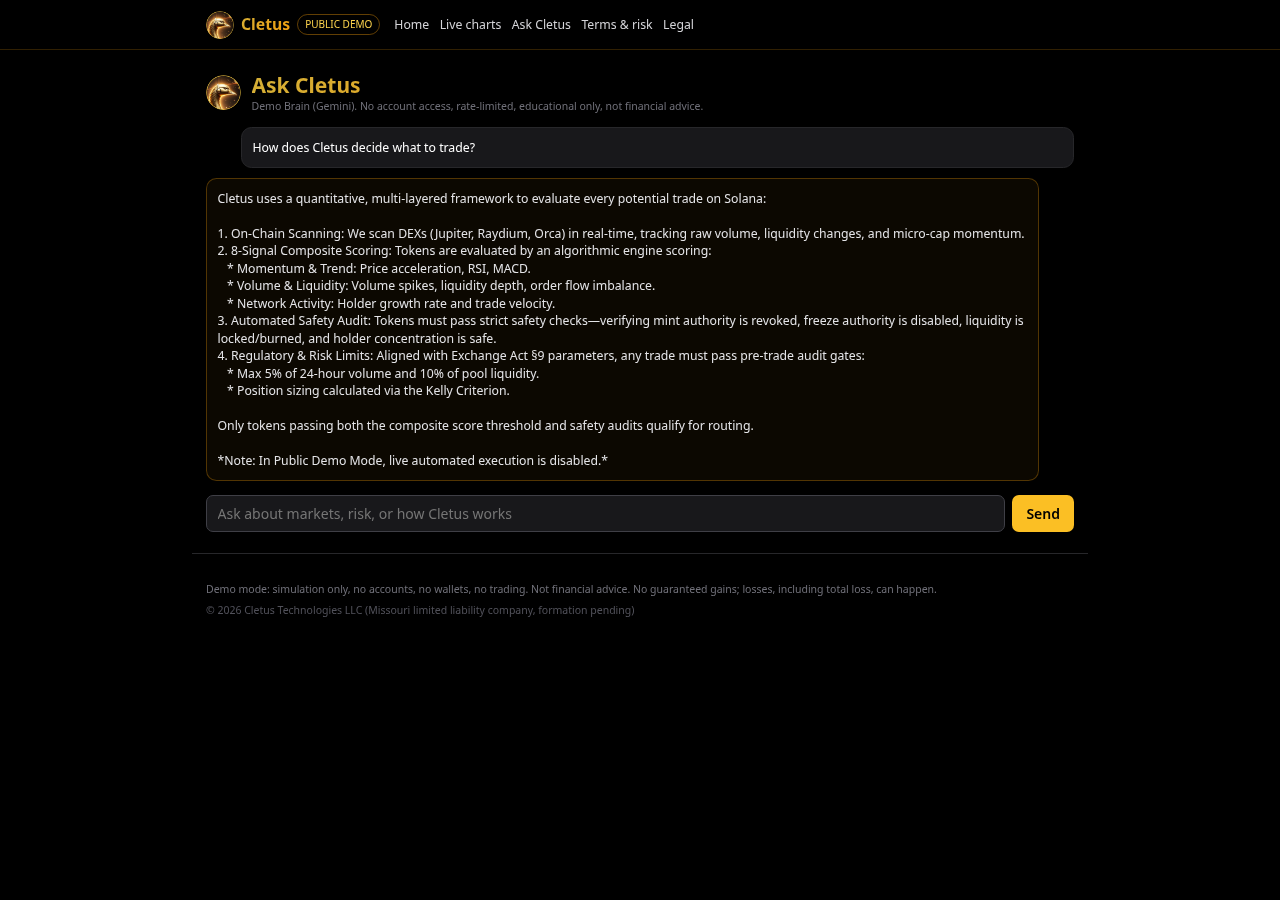 Cletus PUBLIC DEMO Home Live charts Ask Cletus Terms & risk Legal
Ask Cletus
Demo Brain (Gemini). No account access, rate-limited, educational only, not financial advice.
How does Cletus decide what to trade?
Cletus uses a quantitative, multi-layered framework to evaluate every potential trade on Solana:
1. On-Chain Scanning: We scan DEXs (Jupiter, Raydium, Orca) in real-time, tracking raw volume, liquidity changes, and micro-cap momentum.
2. 8-Signal Composite Scoring: Tokens are evaluated by an algorithmic engine scoring:
* Momentum & Trend: Price acceleration, RSI, MACD.
* Volume & Liquidity: Volume spikes, liquidity depth, order flow imbalance.
* Network Activity: Holder growth rate and trade velocity.
3. Automated Safety Audit: Tokens must pass strict safety checks—verifying mint authority is revoked, freeze authority is disabled, liquidity is
locked/burned, and holder concentration is safe.
4. Regulatory & Risk Limits: Aligned with Exchange Act §9 parameters, any trade must pass pre-trade audit gates:
* Max 5% of 24-hour volume and 10% of pool liquidity.
* Position sizing calculated via the Kelly Criterion.
Only tokens passing both the composite score threshold and safety audits qualify for routing.
*Note: In Public Demo Mode, live automated execution is disabled.*
Ask about markets, risk, or how Cletus works Send
Demo mode: simulation only, no accounts, no wallets, no trading. Not financial advice. No guaranteed gains; losses, including total loss, can happen.
© 2026 Cletus Technologies LLC (Missouri limited liability company, formation pending)